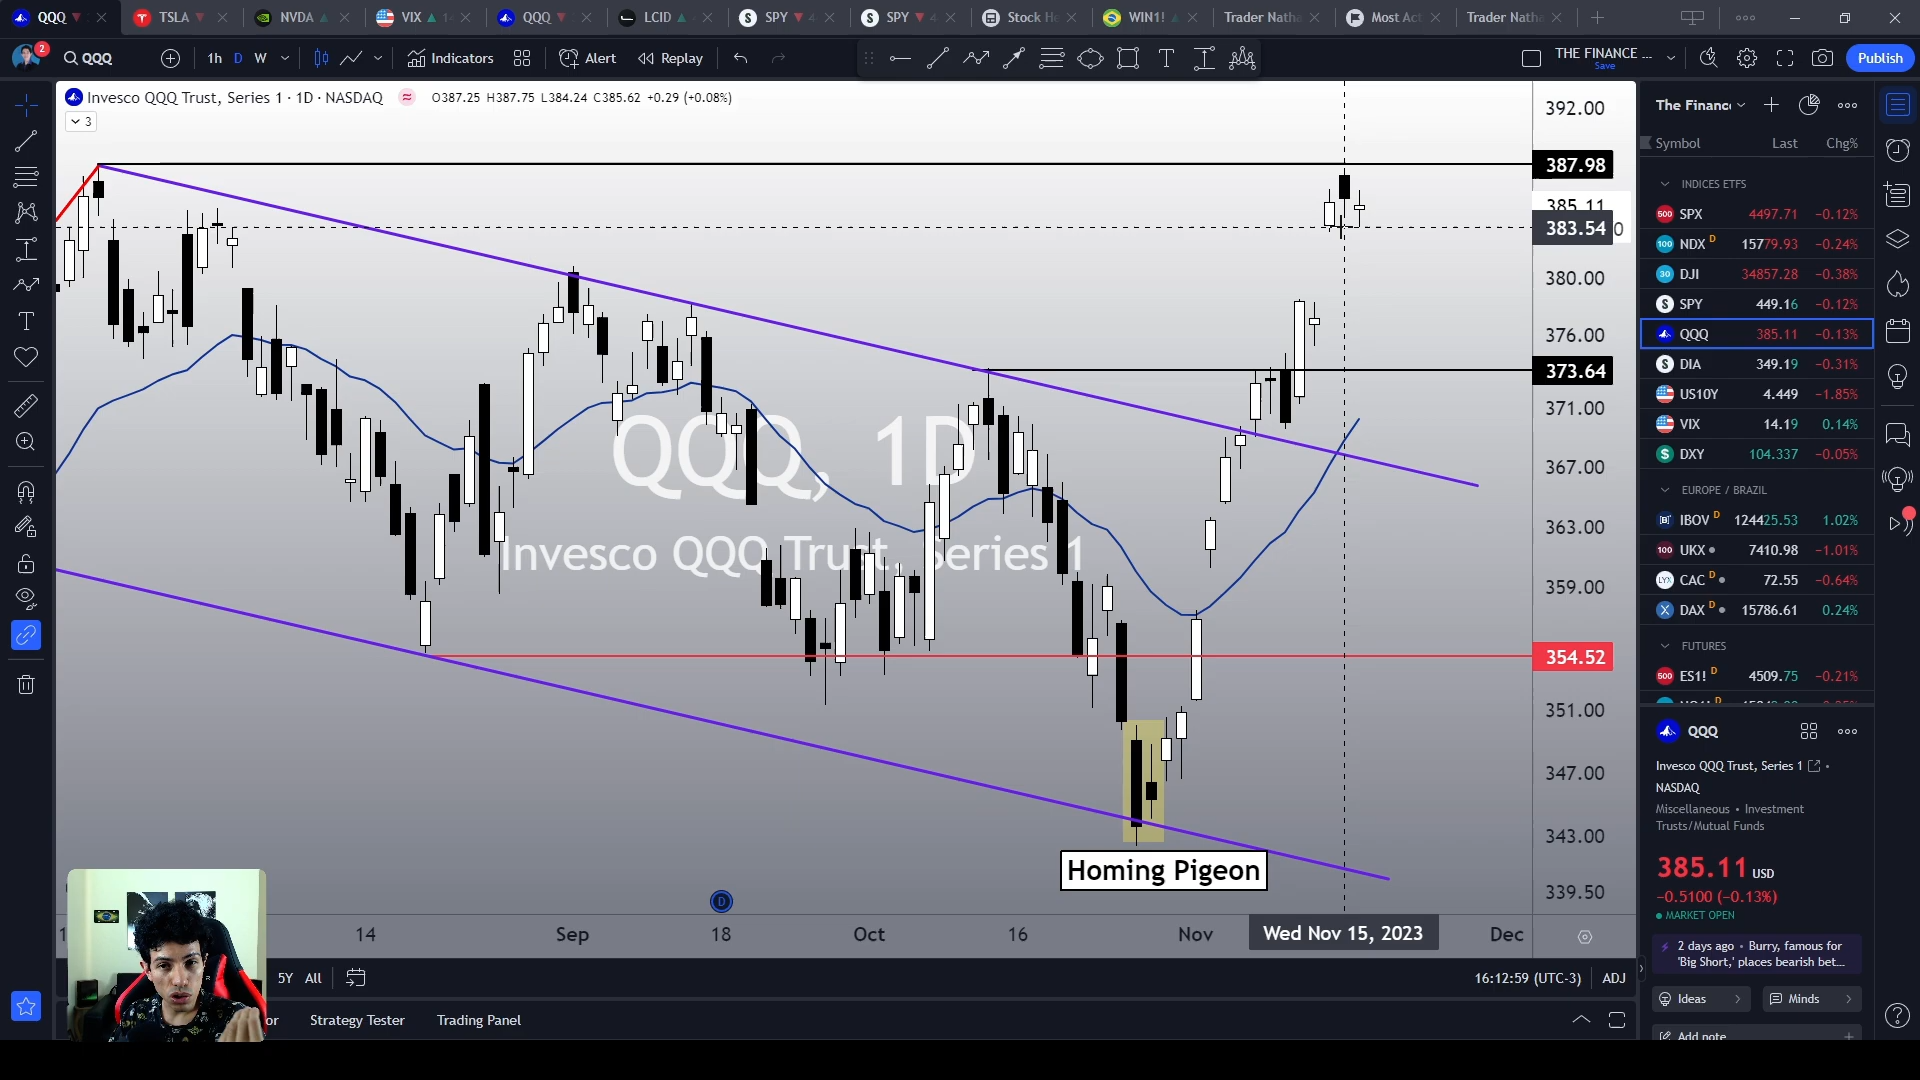 QQQ
TSLA
NVDA
VIX
QQQ
LCID
SPY
SPY
Stock He
WIN1!
Trader Natha
Most Act
Trader Natha
2
QQQ
1h
D
W
Indicators
Alert
Replay
THE FINANCE ...
Save
Publish
Invesco QQQ Trust, Series 1 · 1D · NASDAQ
O387.25 H387.75 L384.24 C385.62 +0.29 (+0.08%)
3
QQQ, 1D
Invesco QQQ Trust, Series 1
Homing Pigeon
D
392.00
387.98
385.11
383.54
0
380.00
376.00
373.64
371.00
367.00
363.00
359.00
354.52
351.00
347.00
343.00
339.50
14
Sep
18
Oct
16
Nov
Wed Nov 15, 2023
Dec
5Y
All
16:12:59 (UTC-3)
ADJ
or
Strategy Tester
Trading Panel
The Financ
Symbol Last Chg%
INDICES ETFS
SPX 4497.71 −0.12%
NDX D 15779.93 −0.24%
DJI 34857.28 −0.38%
SPY 449.16 −0.12%
QQQ 385.11 −0.13%
DIA 349.19 −0.31%
US10Y 4.449 −1.85%
VIX 14.19 0.14%
DXY 104.337 −0.05%
EUROPE / BRAZIL
IBOV D 124425.53 1.02%
UKX 7410.98 −1.01%
CAC D 72.55 −0.64%
DAX D 15786.61 0.24%
FUTURES
ES1! D 4509.75 −0.21%
QQQ
Invesco QQQ Trust, Series 1
NASDAQ
Miscellaneous • Investment
Trusts/Mutual Funds
385.11 USD
−0.5100 (−0.13%)
MARKET OPEN
2 days ago • Burry, famous for
'Big Short,' places bearish bet...
Ideas
Minds
Add note